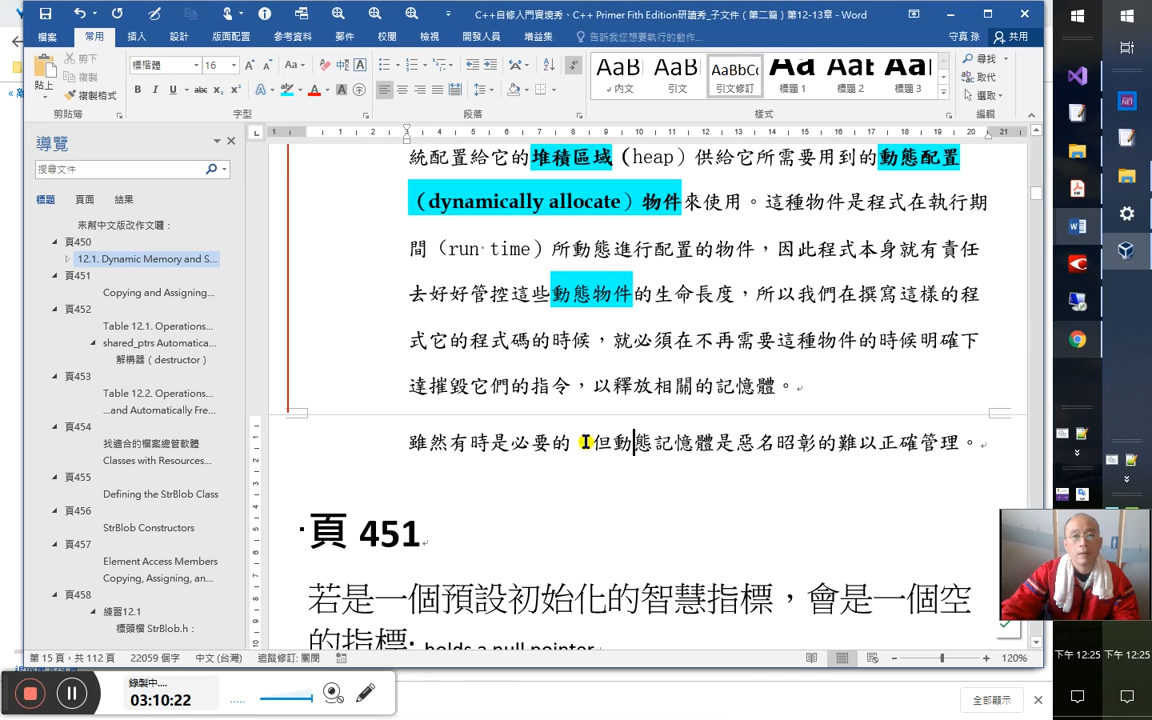 C++自修入門實境秀、C++ Primer Fith Edition研讀秀_子文件（第二篇）第12-13章 - Word
檔案 常用 插入 設計 版面配置 參考資料 郵件 校閱 檢視 開發人員 增益集 告訴我您想要執行的動作... 守真 孫 共用
剪下
複製
複製格式
貼上
剪貼簿
標楷體 16
字型
段落
AaB AaB AaBbCc AaB AaB AaB
內文 引文 引文修訂 標題 1 標題 2 標題 3
樣式
尋找
取代
選取
編輯
導覽
搜尋文件
標題 頁面 結果
來幫中文版改作文囉：
頁450
12.1. Dynamic Memory and S...
頁451
Copying and Assigning...
頁452
Table 12.1. Operations...
shared_ptrs Automatica...
解構器（destructor）
頁453
Table 12.2. Operations...
...and Automatically Fre...
頁454
找適合的檔案總管軟體
Classes with Resources...
頁455
Defining the StrBlob Class
頁456
StrBlob Constructors
頁457
Element Access Members
Copying, Assigning, an...
頁458
練習12.1
標頭檔 StrBlob.h：
統配置給它的堆積區域（heap）供給它所需要用到的動態配置
（dynamically allocate）物件來使用。這種物件是程式在執行期
間（run time）所動態進行配置的物件，因此程式本身就有責任
去好好管控這些動態物件的生命長度，所以我們在撰寫這樣的程
式它的程式碼的時候，就必須在不再需要這種物件的時候明確下
達摧毀它們的指令，以釋放相關的記憶體。
雖然有時是必要的 但動態記憶體是惡名昭彰的難以正確管理。
頁 451
若是一個預設初始化的智慧指標，會是一個空
的指標: holds a null pointer
第 15 頁，共 112 頁 22059 個字 中文 (台灣) 追蹤修訂: 關閉 120%
錄製中...
03:10:22
全部顯示
下午 12:25 下午 12:25